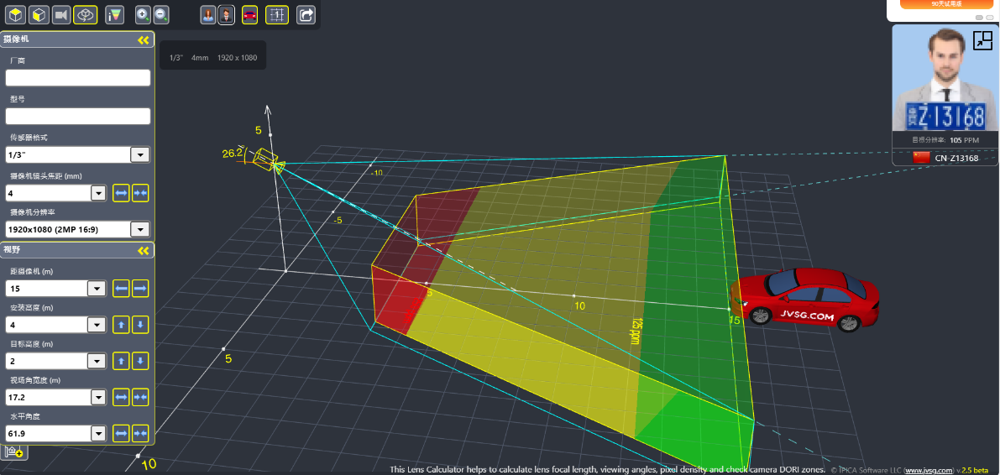 90天试用版
摄像机
1/3" 4mm 1920 x 1080
厂商
型号
传感器格式
1/3"
摄像机镜头焦距 (mm)
4
摄像机分辨率
1920x1080 (2MP 16:9)
视野
距摄像机 (m)
15
安装高度 (m)
4
目标高度 (m)
2
视场角宽度 (m)
17.2
水平角度
61.9
1
5
26.2
-10
-5
5
10
15
5
10
125 ppm
JVSG.COM
Z·13168
目标分辨率: 105 PPM
CN-Z13168
This Lens Calculator helps to calculate lens focal length, viewing angles, pixel density and check camera DORI zones. © IPICA Software LLC (www.jvsg.com) v.2.5 beta